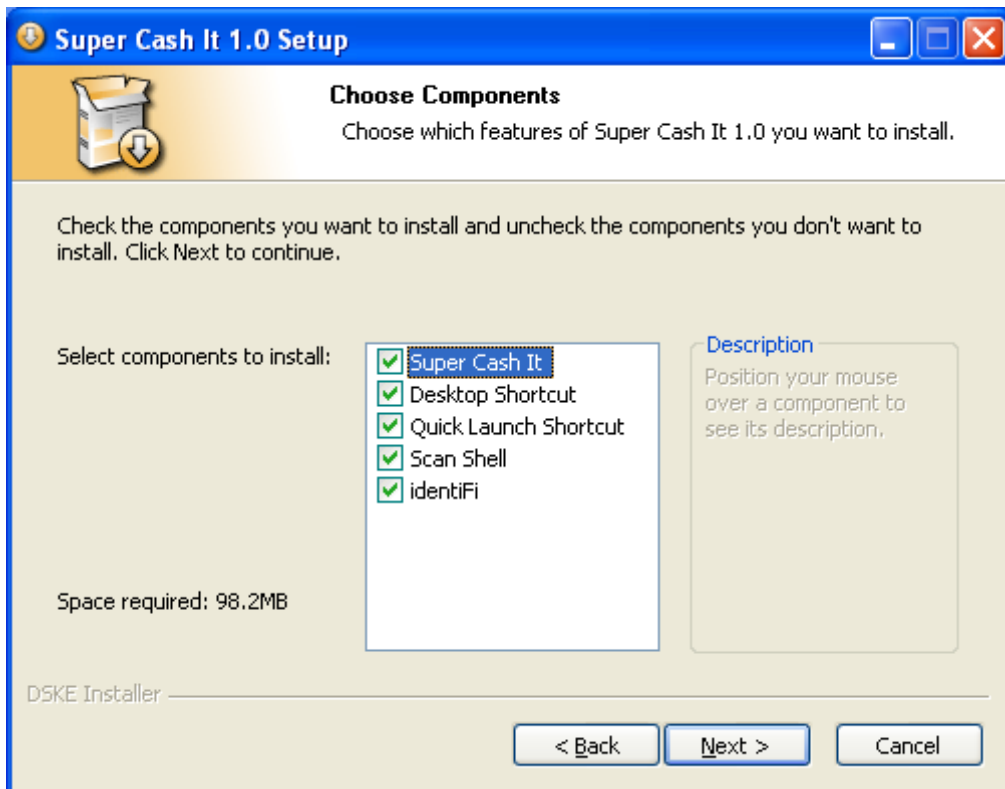 Super Cash It 1.0 Setup
Choose Components
Choose which features of Super Cash It 1.0 you want to install.
Check the components you want to install and uncheck the components you don't want to
install. Click Next to continue.
Select components to install:
Super Cash It
Desktop Shortcut
Quick Launch Shortcut
Scan Shell
identiFi
Description
Position your mouse
over a component to
see its description.
Space required: 98.2MB
DSKE Installer
< Back
Next >
Cancel